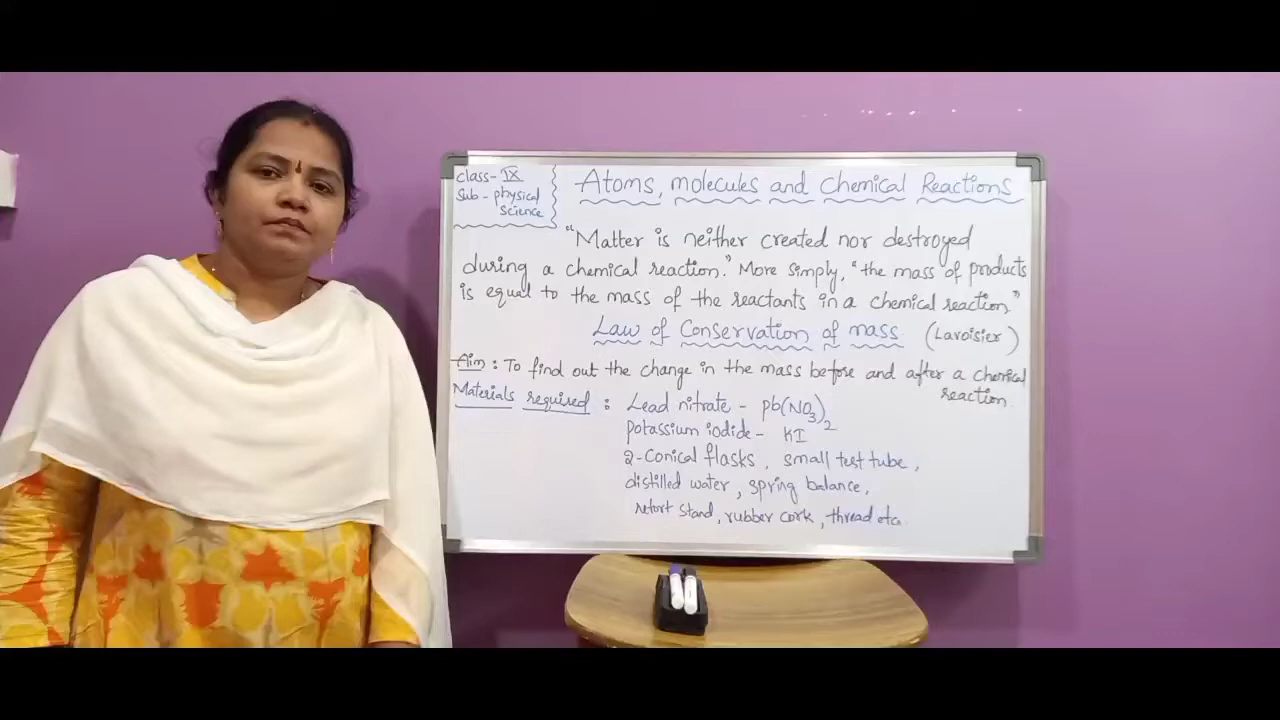 class- IX
Sub - physical
Science
Atoms, molecules and Chemical Reactions
"Matter is neither created nor destroyed
during a chemical reaction." More simply, "the mass of products
is equal to the mass of the reactants in a chemical reaction"
Law of Conservation of mass (Lavoisier)
Aim : To find out the change in the mass before and after a chemical
reaction.
Materials required : Lead nitrate - pb(NO3)2
potassium iodide - KI
2-Conical flasks, small test tube,
distilled water, spring balance,
retort stand, rubber cork, thread etc.